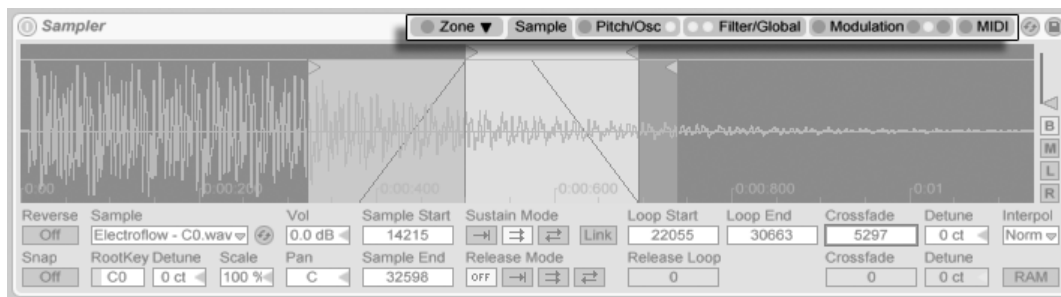 Sampler Zone Sample Pitch/Osc Filter/Global Modulation MIDI
0:00 0:00:200 0:00:400 0:00:600 0:00:800 0:01
B
M
L
R
Reverse Sample Vol Sample Start Sustain Mode Loop Start Loop End Crossfade Detune Interpol
Off Electroflow - C0.wav 0.0 dB 14215 Link 22055 30663 5297 0 ct Norm
Snap RootKey Detune Scale Pan Sample End Release Mode Release Loop Crossfade Detune
Off C0 0 ct 100 % C 32598 OFF 0 0 0 ct RAM